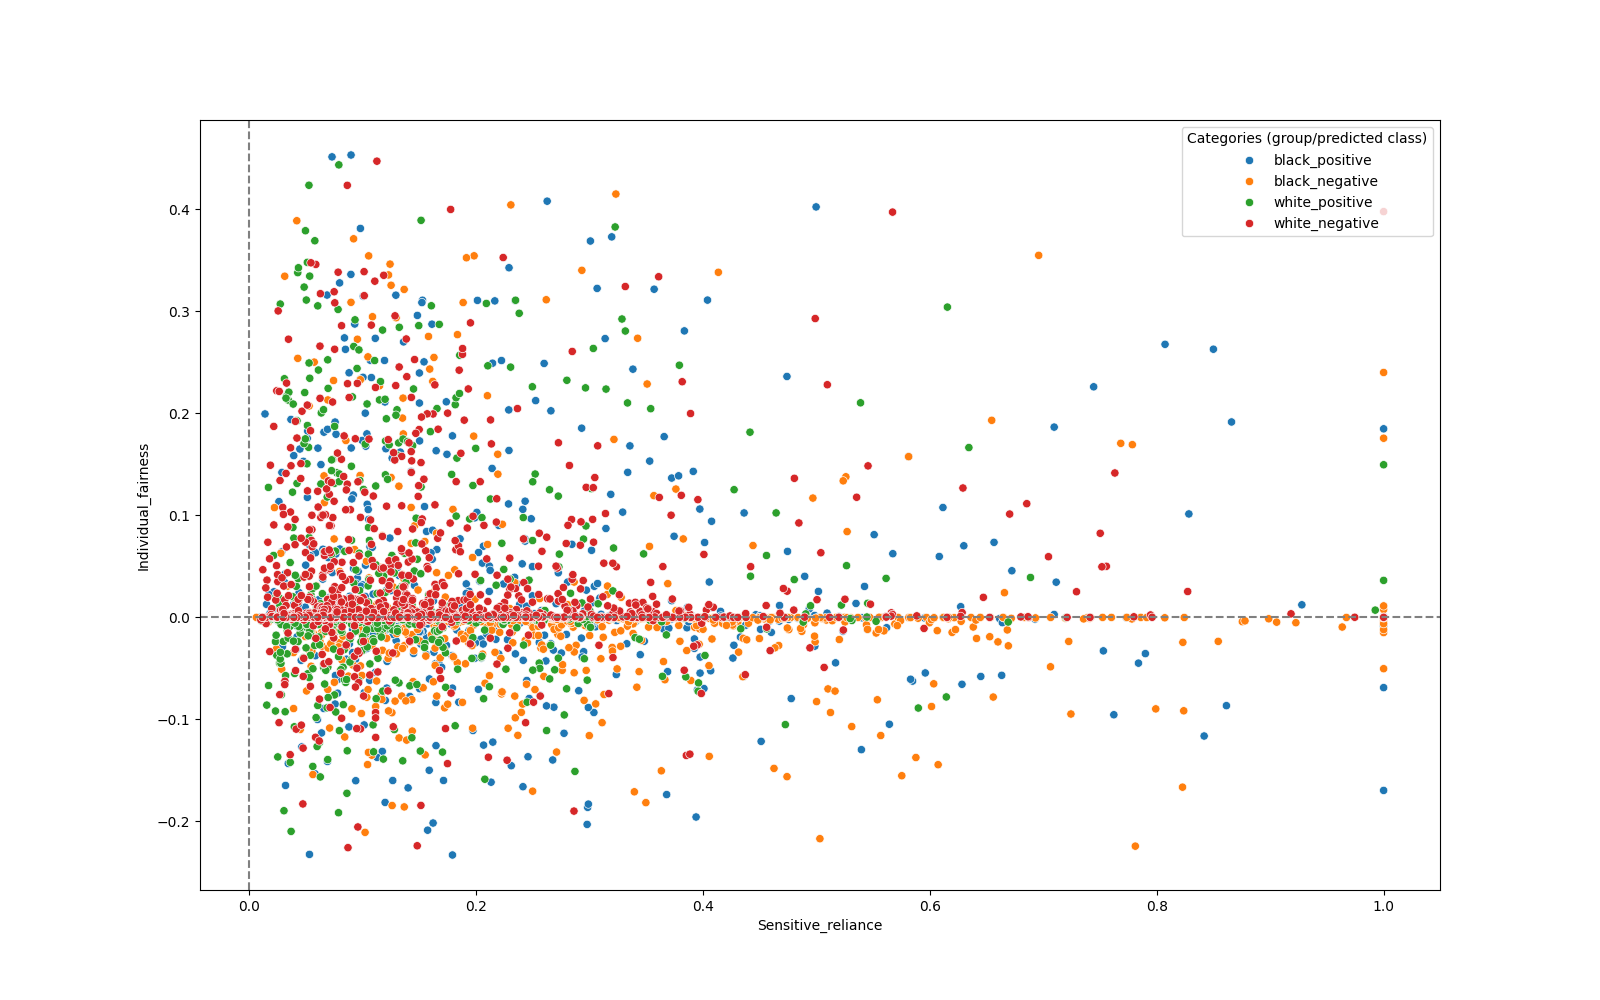 Categories (group/predicted class)
black_positive
black_negative
white_positive
white_negative
0.4
0.3
0.2
0.1
0.0
−0.1
−0.2
Individual_fairness
0.0
0.2
0.4
0.6
0.8
1.0
Sensitive_reliance